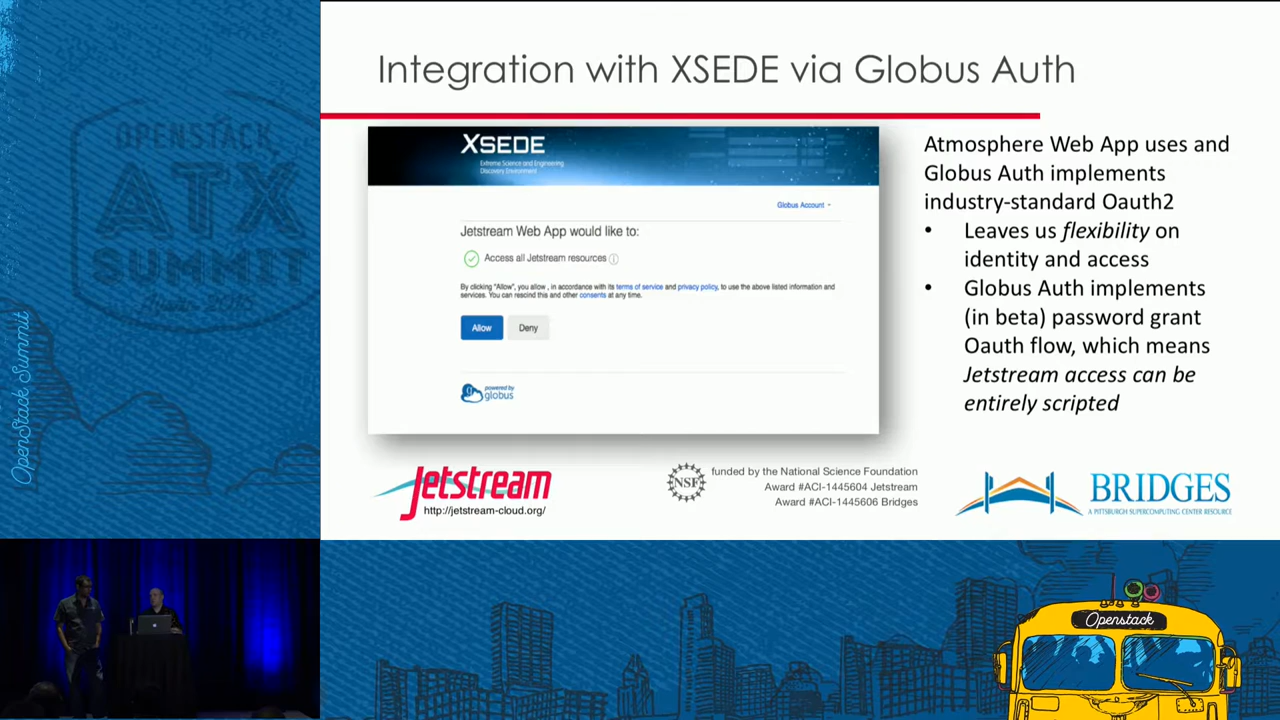 OPENSTACK
ATX
SUMMIT
OpenStack Summit
Integration with XSEDE via Globus Auth
XSEDE
Extreme Science and Engineering
Discovery Environment
Globus Account
Jetstream Web App would like to:
Access all Jetstream resources
By clicking "Allow", you allow , in accordance with its terms of service and privacy policy, to use the above listed information and
services. You can rescind this and other consents at any time.
Allow
Deny
powered by
globus
Atmosphere Web App uses and
Globus Auth implements
industry-standard Oauth2
• Leaves us flexibility on
identity and access
• Globus Auth implements
(in beta) password grant
Oauth flow, which means
Jetstream access can be
entirely scripted
Jetstream
http://jetstream-cloud.org/
NSF
funded by the National Science Foundation
Award #ACI-1445604 Jetstream
Award #ACI-1445606 Bridges
BRIDGES
A PITTSBURGH SUPERCOMPUTING CENTER RESOURCE
Openstack